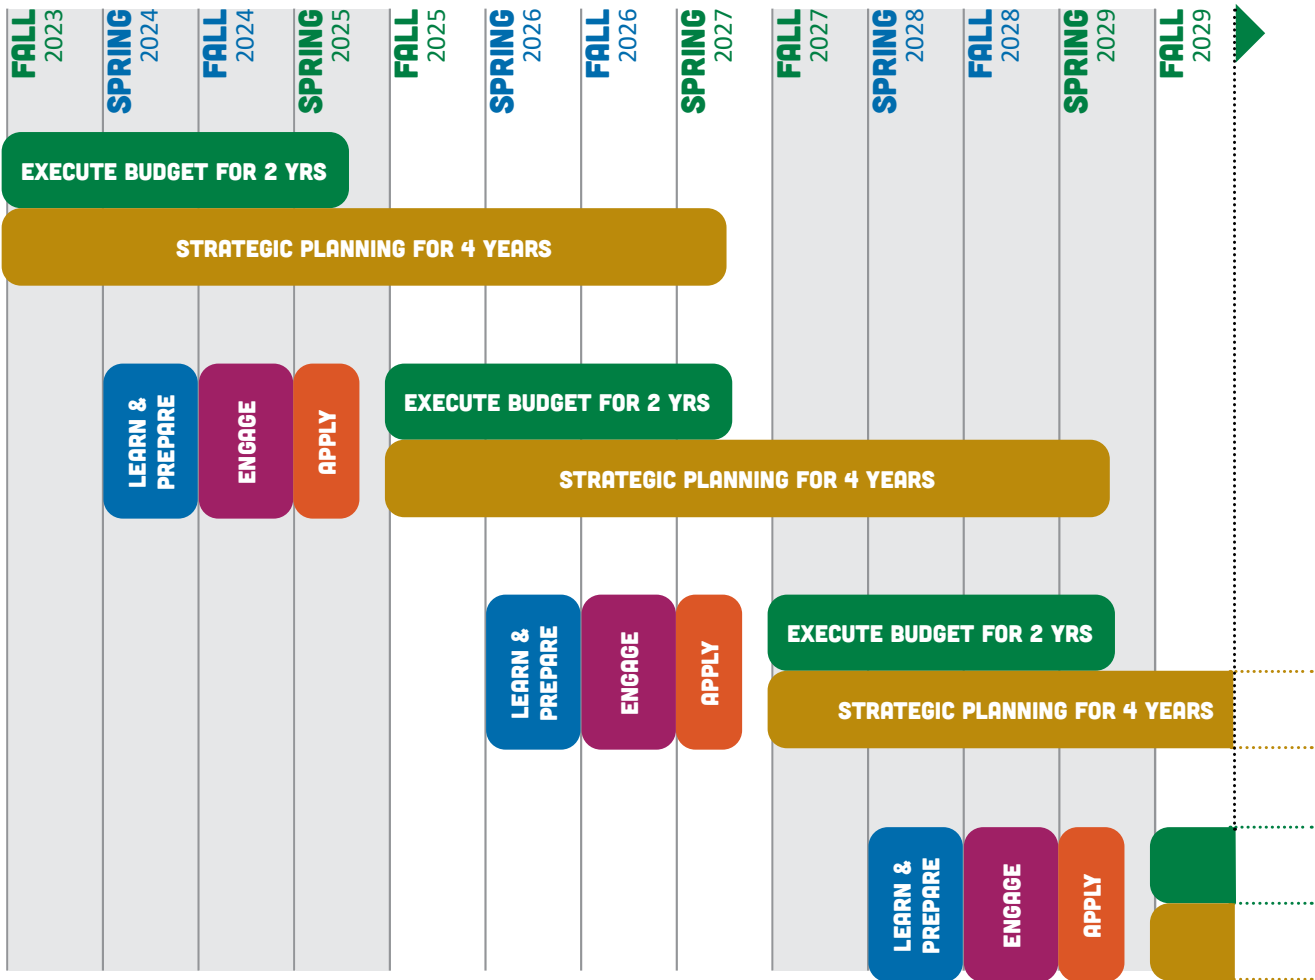 FALL
2023
SPRING
2024
FALL
2024
SPRING
2025
FALL
2025
SPRING
2026
FALL
2026
SPRING
2027
FALL
2027
SPRING
2028
FALL
2028
SPRING
2029
FALL
2029
EXECUTE BUDGET FOR 2 YRS
STRATEGIC PLANNING FOR 4 YEARS
LEARN &
PREPARE
ENGAGE
APPLY
EXECUTE BUDGET FOR 2 YRS
STRATEGIC PLANNING FOR 4 YEARS
LEARN &
PREPARE
ENGAGE
APPLY
EXECUTE BUDGET FOR 2 YRS
STRATEGIC PLANNING FOR 4 YEARS
LEARN &
PREPARE
ENGAGE
APPLY